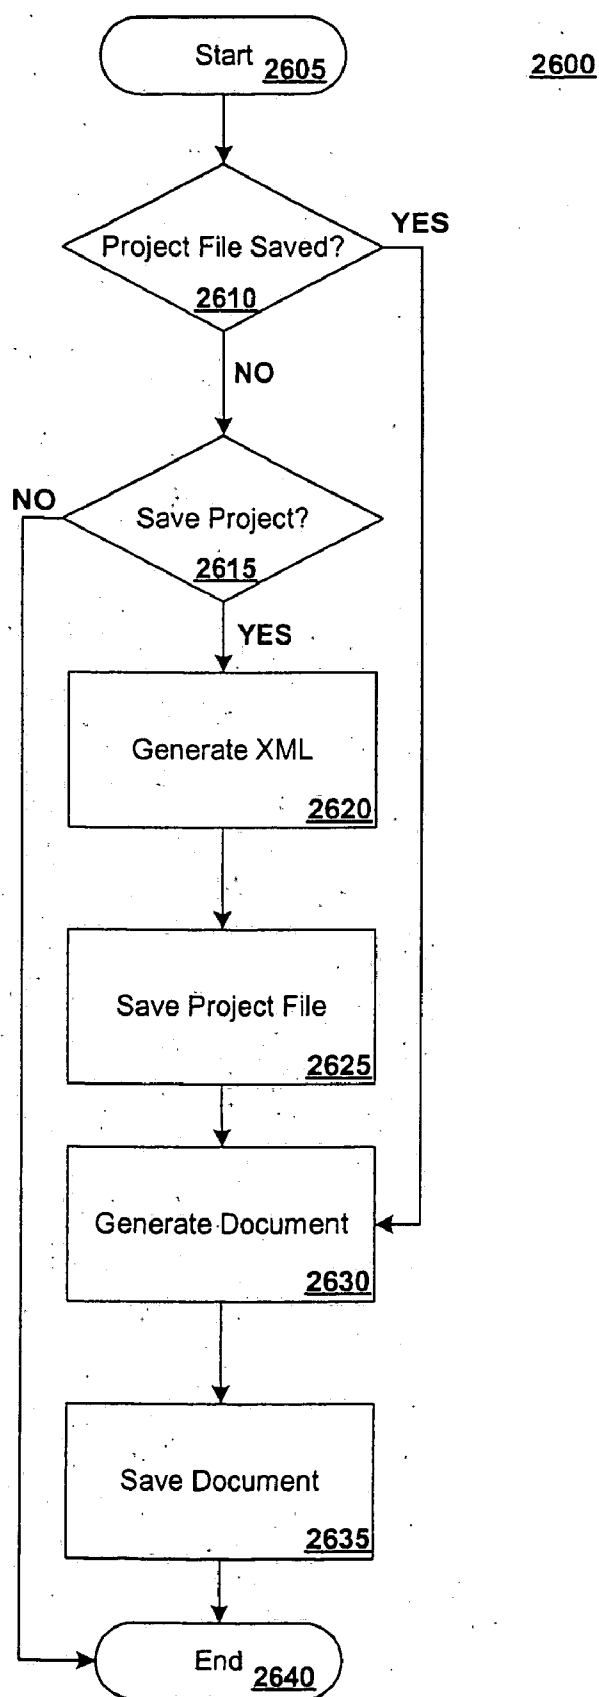 Start 2605
2600
Project File Saved?
YES
2610
NO
NO
Save Project?
2615
YES
Generate XML
2620
Save Project File
2625
Generate Document
2630
Save Document
2635
End 2640